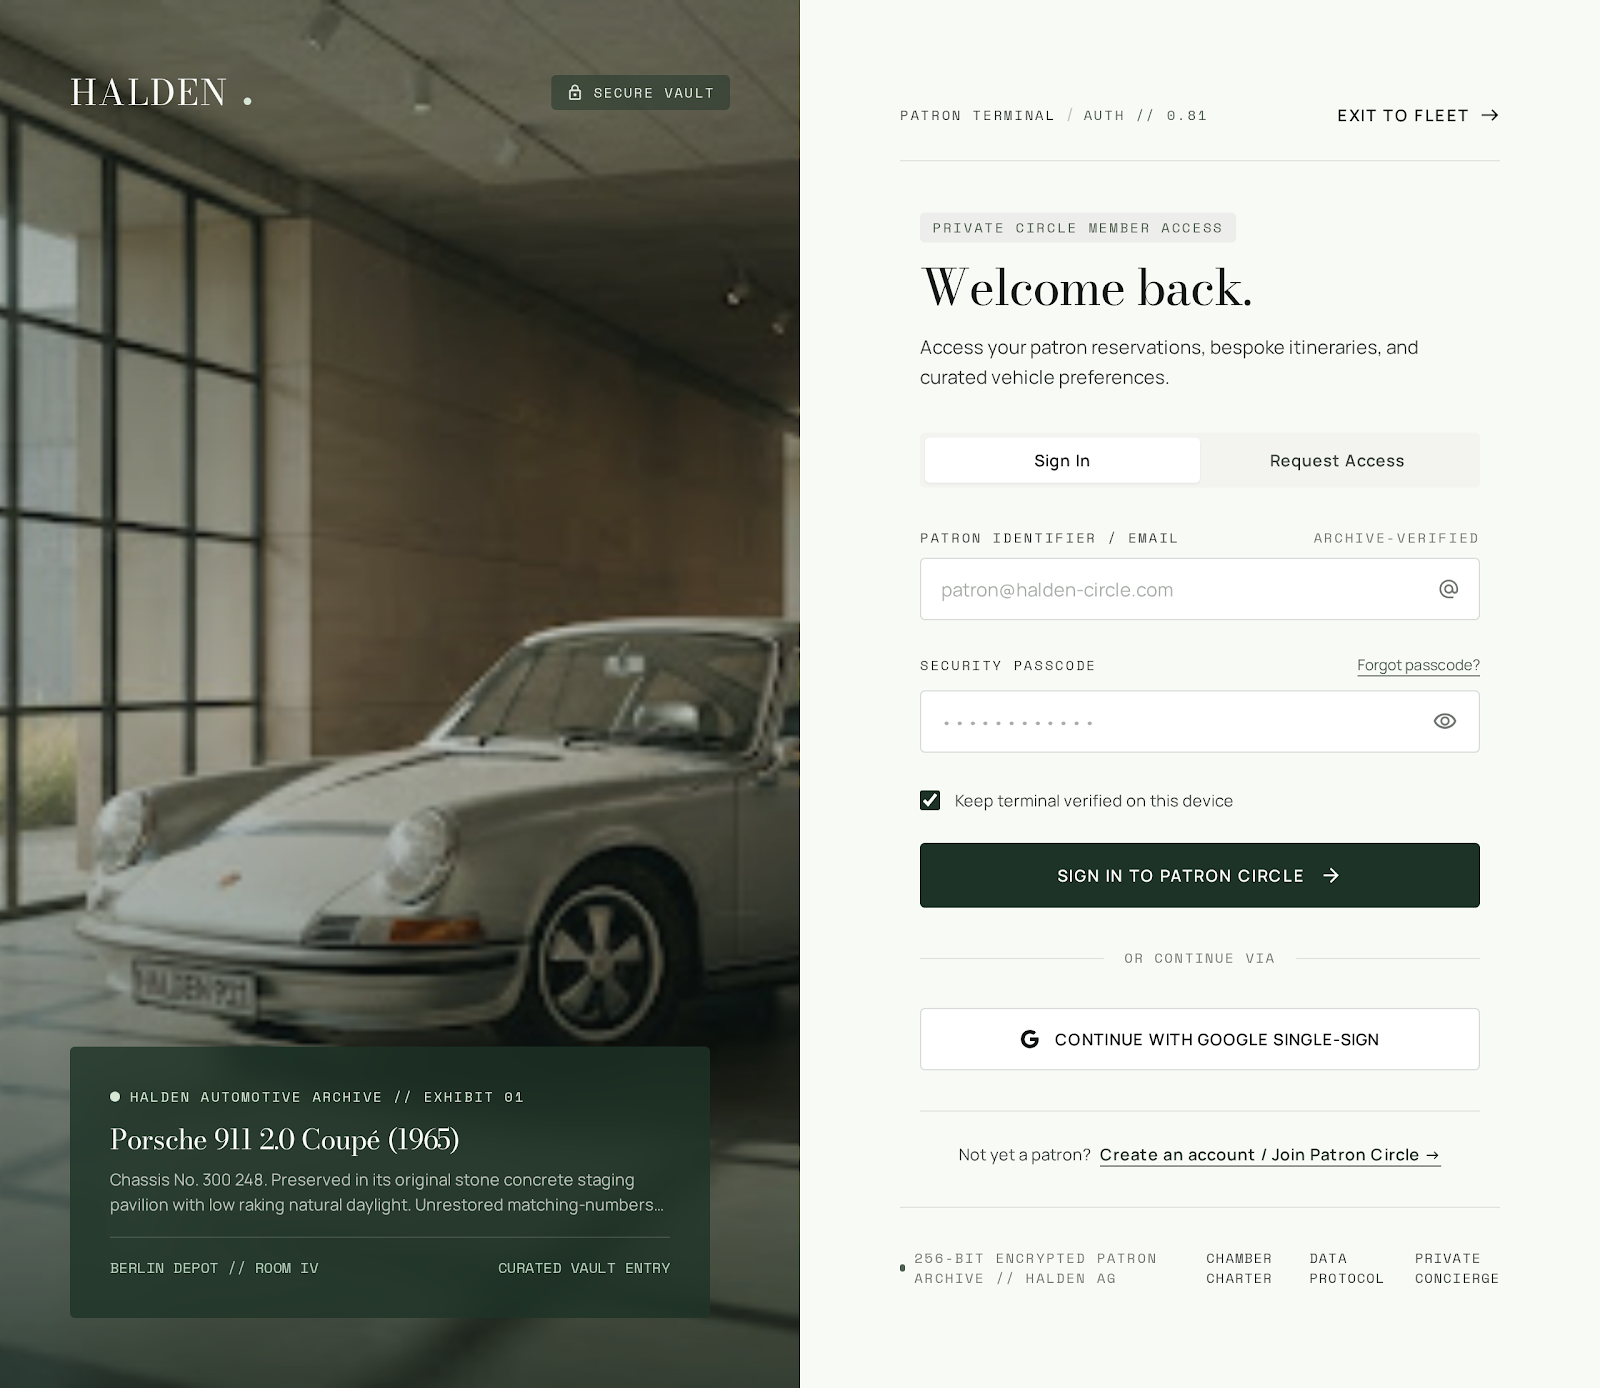 HALDEN .
SECURE VAULT
HALDEN AUTOMOTIVE ARCHIVE // EXHIBIT 01
Porsche 911 2.0 Coupé (1965)
Chassis No. 300 248. Preserved in its original stone concrete staging
pavilion with low raking natural daylight. Unrestored matching-numbers...
BERLIN DEPOT // ROOM IV
CURATED VAULT ENTRY
PATRON TERMINAL / AUTH // 0.81
EXIT TO FLEET →
PRIVATE CIRCLE MEMBER ACCESS
Welcome back.
Access your patron reservations, bespoke itineraries, and
curated vehicle preferences.
Sign In
Request Access
PATRON IDENTIFIER / EMAIL
ARCHIVE-VERIFIED
patron@halden-circle.com
SECURITY PASSCODE
Forgot passcode?
Keep terminal verified on this device
SIGN IN TO PATRON CIRCLE →
OR CONTINUE VIA
G CONTINUE WITH GOOGLE SINGLE-SIGN
Not yet a patron? Create an account / Join Patron Circle →
256-BIT ENCRYPTED PATRON
ARCHIVE // HALDEN AG
CHAMBER
CHARTER
DATA
PROTOCOL
PRIVATE
CONCIERGE